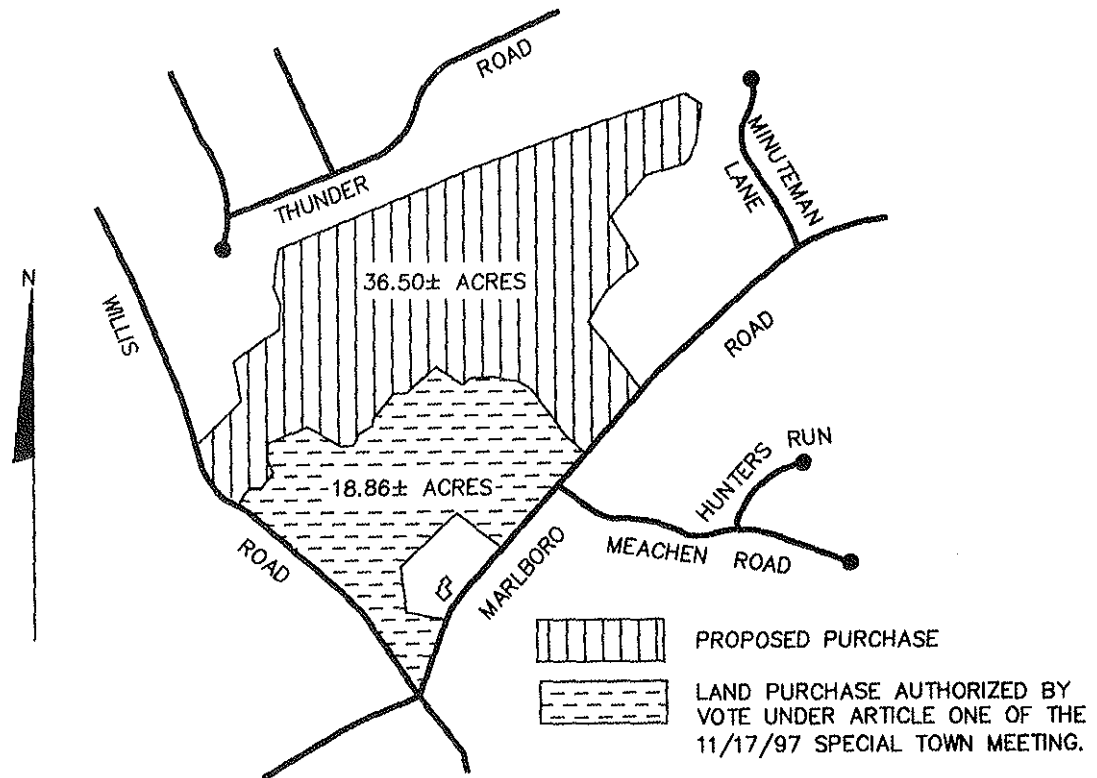 ROAD
THUNDER
MINUTEMAN
LANE
N
WILLIS
36.50± ACRES
ROAD
18.86± ACRES
HUNTERS RUN
ROAD
MARLBORO
MEACHEN ROAD
PROPOSED PURCHASE
LAND PURCHASE AUTHORIZED BY
VOTE UNDER ARTICLE ONE OF THE
11/17/97 SPECIAL TOWN MEETING.